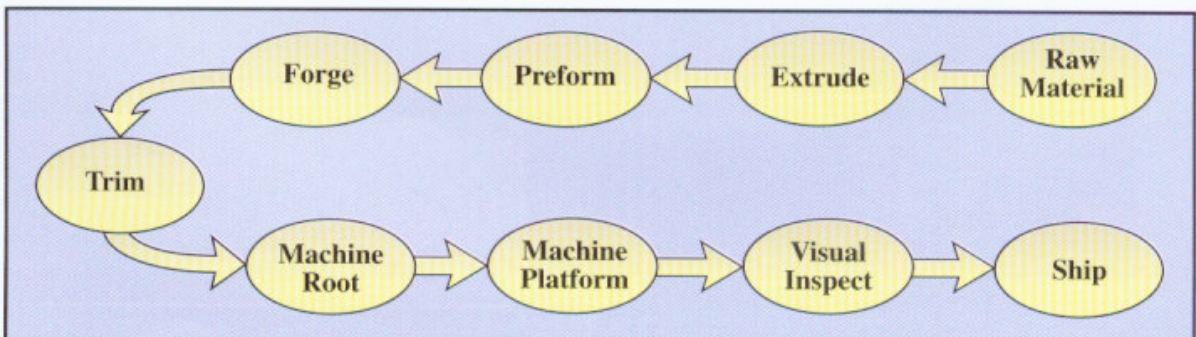 Forge
Preform
Extrude
Raw
Material
Trim
Machine
Root
Machine
Platform
Visual
Inspect
Ship